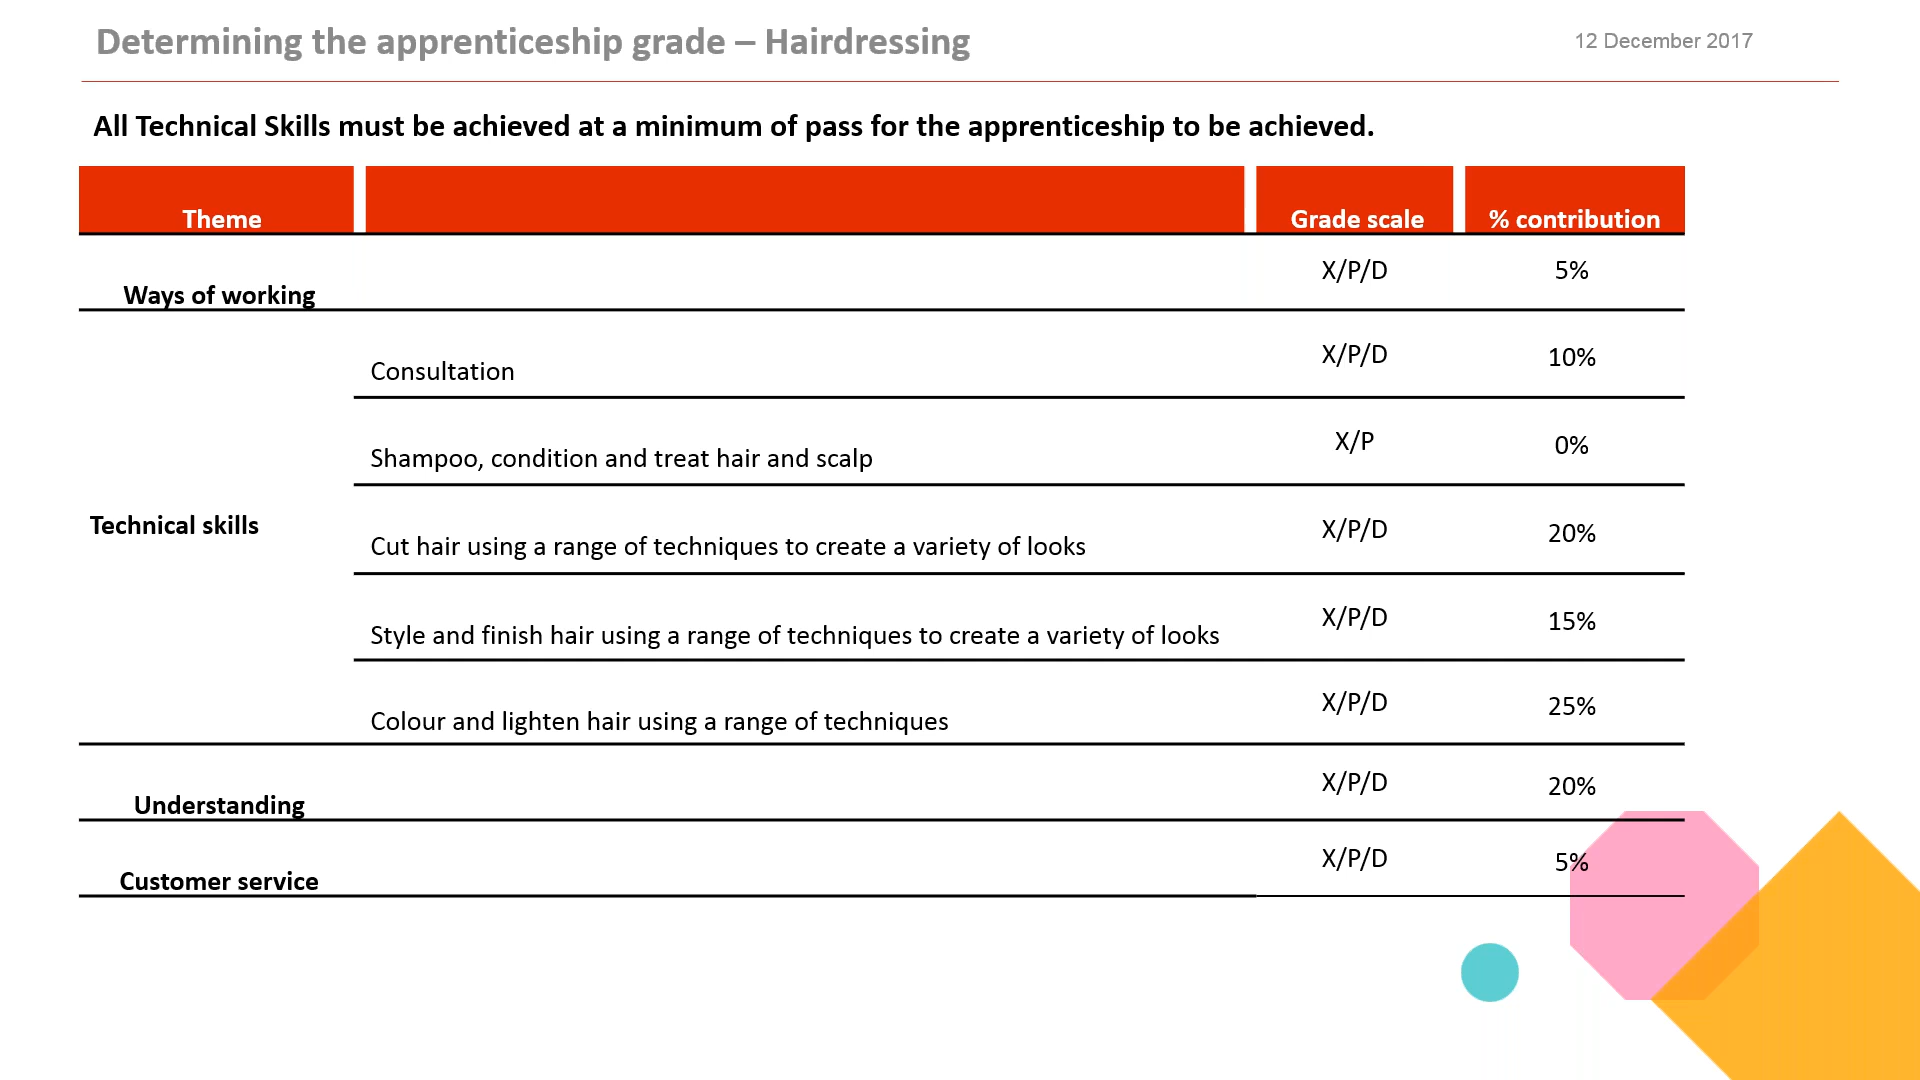 Determining the apprenticeship grade – Hairdressing
12 December 2017
All Technical Skills must be achieved at a minimum of pass for the apprenticeship to be achieved.
Theme Grade scale % contribution
Ways of working X/P/D 5%
Consultation X/P/D 10%
Shampoo, condition and treat hair and scalp X/P 0%
Technical skills
Cut hair using a range of techniques to create a variety of looks X/P/D 20%
Style and finish hair using a range of techniques to create a variety of looks X/P/D 15%
Colour and lighten hair using a range of techniques X/P/D 25%
Understanding X/P/D 20%
Customer service X/P/D 5%